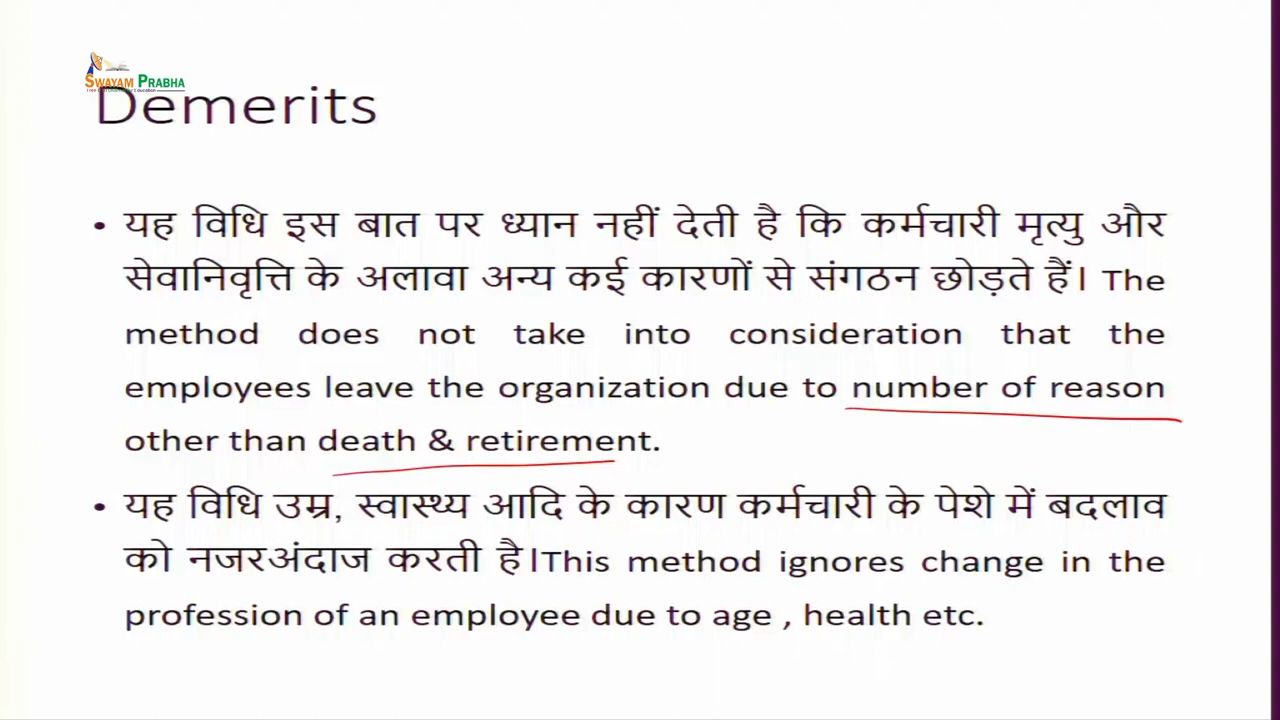 SWAYAM PRABHA
Demerits
• यह विधि इस बात पर ध्यान नहीं देती है कि कर्मचारी मृत्यु और
सेवानिवृत्ति के अलावा अन्य कई कारणों से संगठन छोड़ते हैं। The
method does not take into consideration that the
employees leave the organization due to number of reason
other than death & retirement.
• यह विधि उम्र, स्वास्थ्य आदि के कारण कर्मचारी के पेशे में बदलाव
को नजरअंदाज करती है।This method ignores change in the
profession of an employee due to age , health etc.